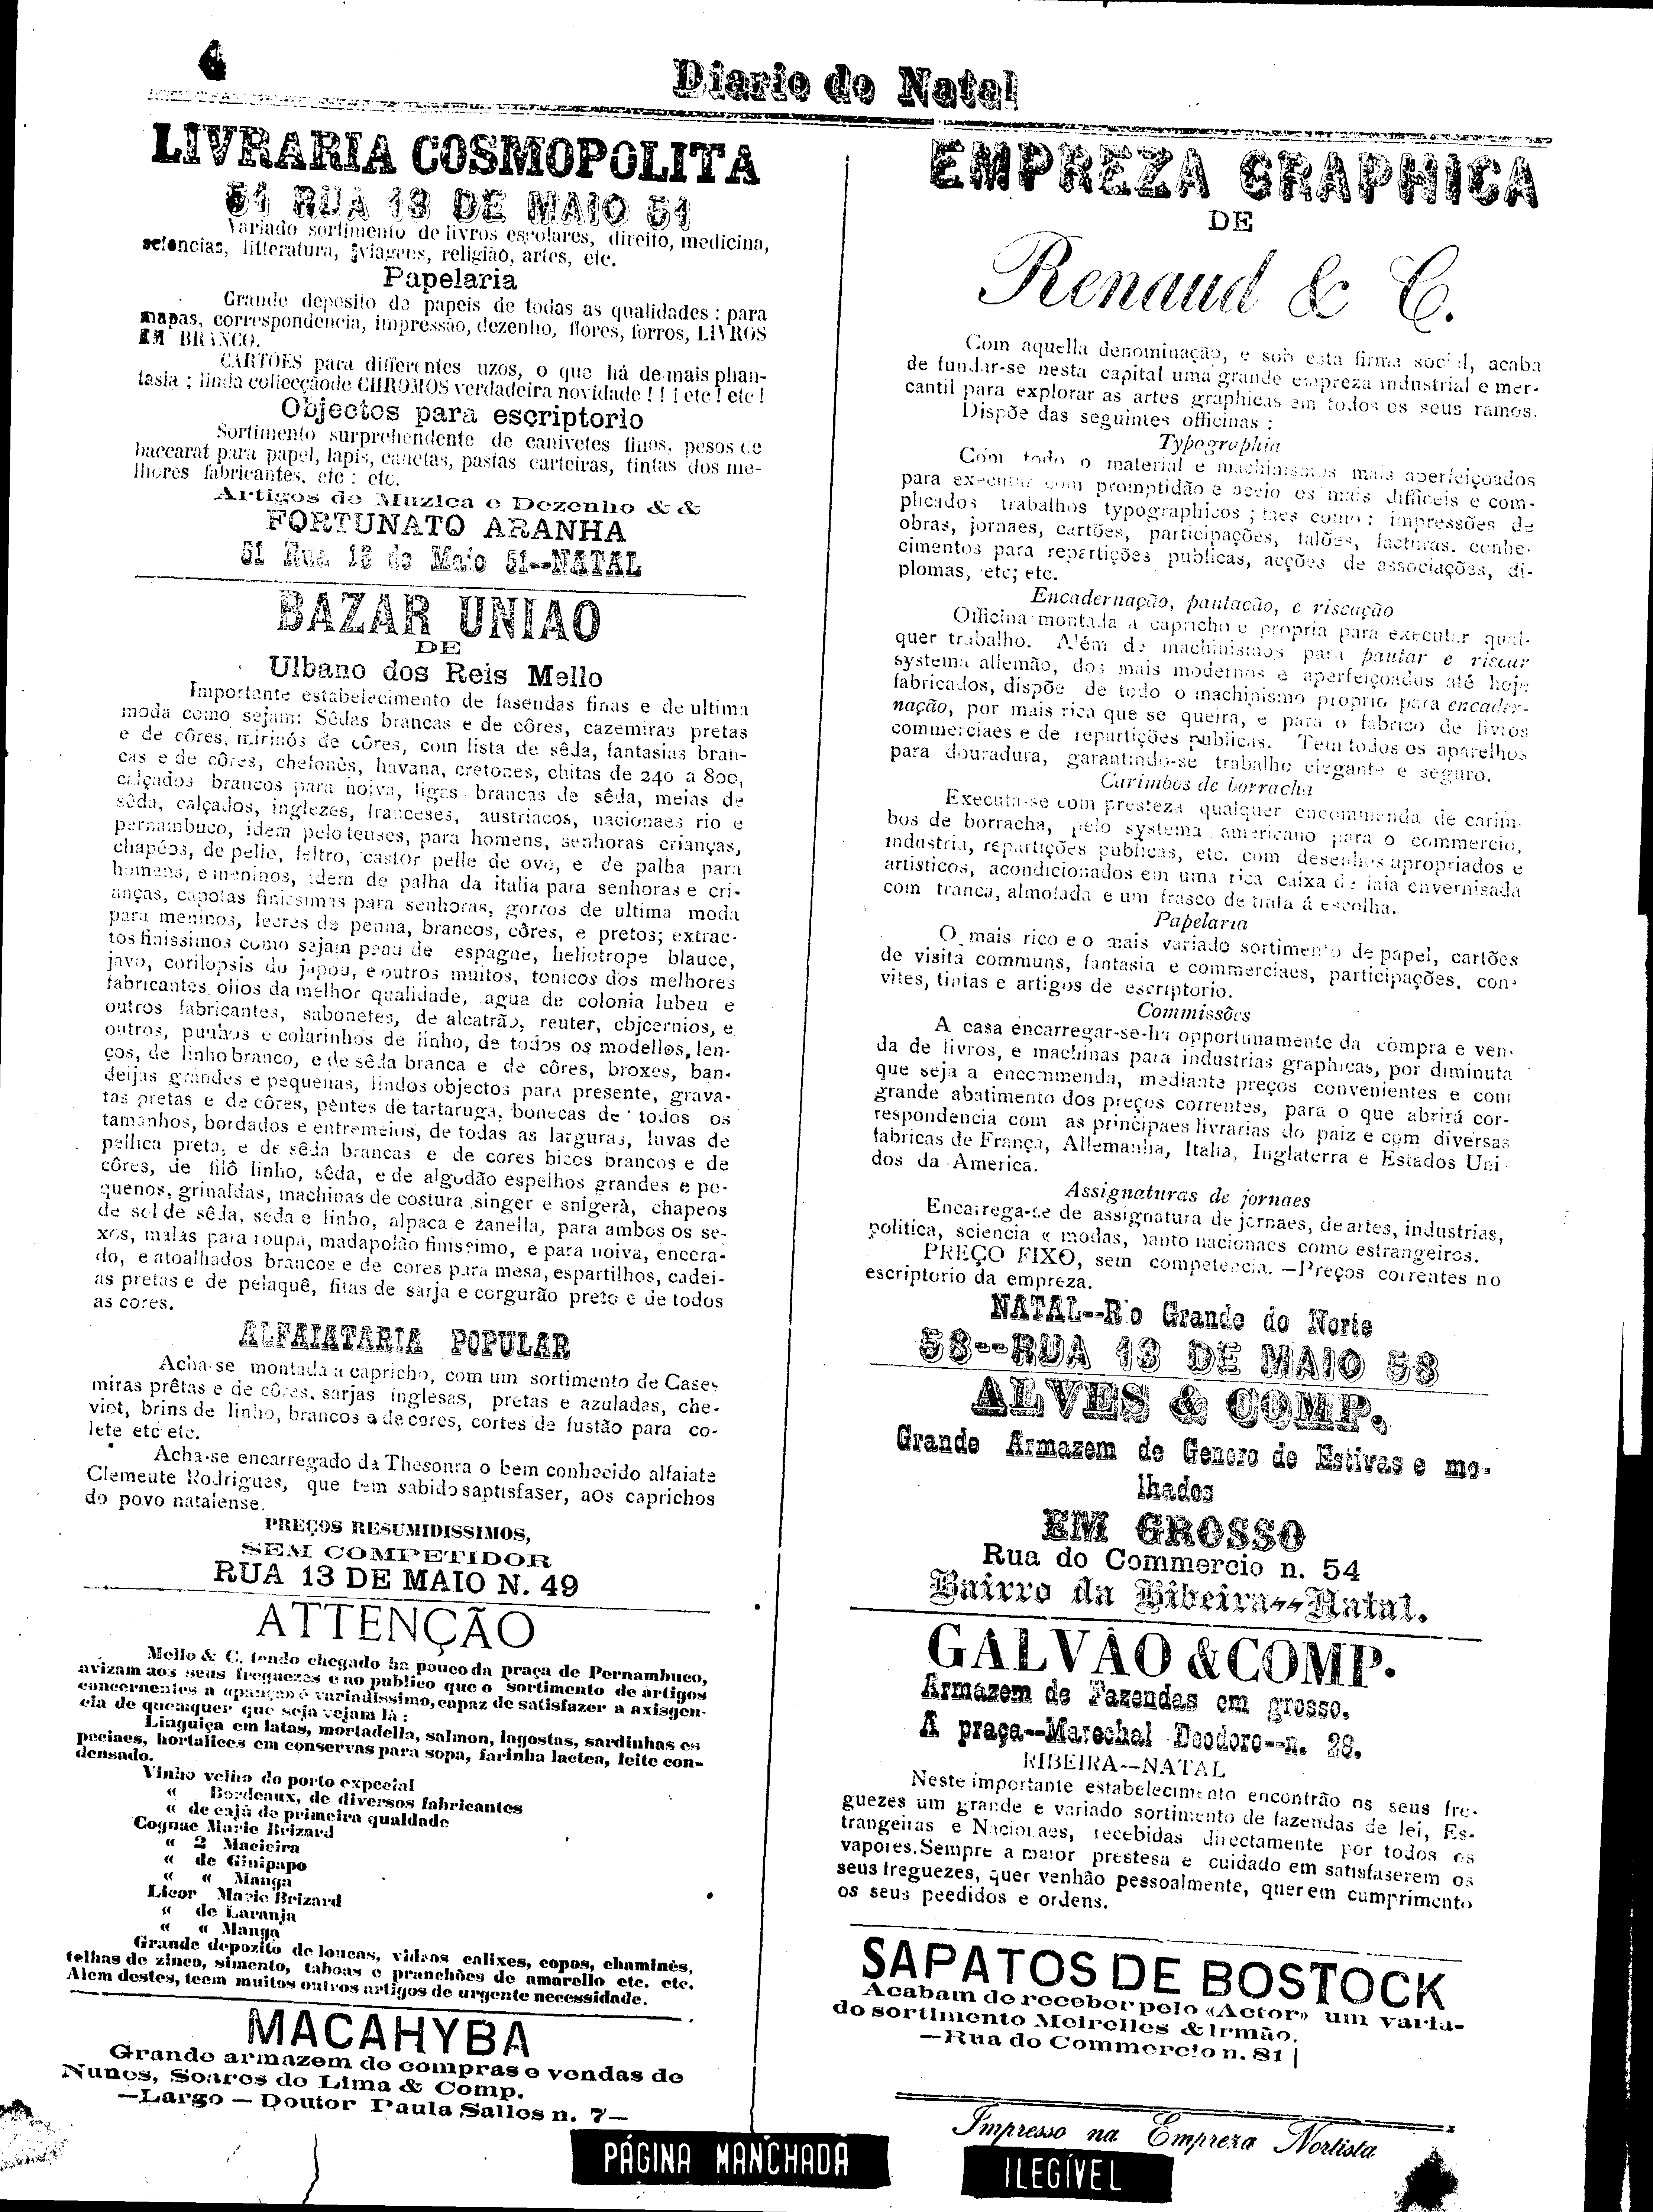 4
Diario do Natal
LIVRARIA COSMOPOLITA
51 RUA 13 DE MAIO 51
Variado sortimento de livros escolares, direito, medicina,
sciencias, litteratura, viagens, religião, artes, etc.
Papelaria
Grande deposito de papeis de todas as qualidades : para
mapas, correspondencia, impressão, dezenho, flores, forros, LIVROS
EM BRANCO.
CARTÕES para differentes uzos, o que há de mais phan-
tasia ; linda colicçãode CHROMOS verdadeira novidade ! ! ! etc ! etc !
Objectos para escriptorio
Sortimento surprehendente de canivetes finos, pesos de
baccarat para papel, lapis, canetas, pastas carteiras, tintas dos me-
lhores fabricantes, etc : etc.
Artigos de Muzica e Dezenho & &
FORTUNATO ARANHA
51 Rua 13 de Maio 51--NATAL
BAZAR UNIAO
DE
Ulbano dos Reis Mello
Importante estabelecimento de fasendas finas e de ultima
moda como sejam: Sêdas brancas e de côres, cazemiras pretas
e de côres, mirinós de côres, com lista de sêda, fantasias bran-
cas e de côres, chefonês, havana, cretones, chitas de 240 a 800,
calçados brancos para noiva, ligas brancas de sêda, meias de
sêda, calçados, inglezes, franceses, austriacos, nacionaes rio e
pernambuco, idem peloteuses, para homens, senhoras crianças,
chapéos, de pello, feltro, castor pelle de ovo, e de palha para
homens, e meninos, idem de palha da italia para senhoras e cri-
anças, capotas finissimas para senhoras, gorros de ultima moda
para meninos, lecres de penna, brancos, côres, e pretos; extrac-
tos finissimos como sejam peau de espagne, heliotrope blauce,
javo, corilopsis do japou, e outros muitos, tonicos dos melhores
fabricantes, olios da melhor qualidade, agua de colonia lubeu e
outros fabricantes, sabonetes, de alcatrão, reuter, e
outros, punhos e colarinhos de linho, de todos os modellos, len-
ços, de linho branco, e de sêda branca e de côres, broxes, ban-
deijas grandes e pequenas, lindos objectos para presente, grava-
tas pretas e de côres, pentes de tartaruga, bonecas de todos os
tamanhos, bordados e entremeios, de todas as larguras, luvas de
pellica preta, e de sêda brancas e de cores bicos brancos e de
côres, de filô linho, sêda, e de algodão espelhos grandes e pe-
quenos, grinaldas, machinas de costura singer e snigerà, chapeos
de sol de sêda, seda e linho, alpaca e zanella, para ambos os se-
xos, malas para roupa, madapolão finissimo, e para noiva, encera-
do, e atoalhados brancos e de cores para mesa, espartilhos, cadei-
as pretas e de pelaquê, fitas de sarja e corgurão preto e de todos
as cores.
ALFAIATARIA POPULAR
Acha-se montada a capricho, com um sortimento de Case-
miras prêtas e de côres, sarjas inglesas, pretas e azuladas, che-
viot, brins de linho, brancos e de cores, cortes de fustão para co-
lete etc etc.
Acha-se encarregado da Thesoura o bem conhecido alfaiate
Clemeute Rodrigues, que tem sabido saptisfaser, aos caprichos
do povo natalense.
PREÇOS RESUMIDISSIMOS,
SEM COMPETIDOR
RUA 13 DE MAIO N. 49
ATTENÇÃO
Mello & C. tendo chegado ha pouco da praça de Pernambuco,
avizam aos seus freguezes e ao publico que o sortimento de artigos
concernentes a é variadissimo, capaz de satisfazer a axisgen-
cia de quemquer que seja vejam lá :
Linguiça em latas, mortadella, salmon, lagostas, sardinhas es
peciaes, hortalices em conservas para sopa, farinha lactea, leite con-
densado.
Vinho velho do porto expecial
« Bordeaux, de diversos fabricantes
« de cajú de primeira qualdade
Cognac Marie Brizard
« 2 Macieira
« de Ginipapo
« « Manga
Licor Marie Brizard
« de Laranja
« « Manga
Grande depozito de loucas, vidros calixes, copos, chaminès,
telhas de zinco, simento, taboas e pranchões de amarello etc. etc.
Alem destes, teem muitos outros artigos de urgente necessidade.
MACAHYBA
Grande armazem de compras e vendas de
Nunes, Soares do Lima & Comp.
—Largo — Doutor Paula Salles n. 7—
EMPREZA GRAPHICA
DE
Renaud & C.
Com aquella denominação, e sob esta firma social, acaba
de fundar-se nesta capital uma grande empreza industrial e mer-
cantil para explorar as artes graphicas em todos os seus ramos.
Dispõe das seguintes officinas :
Typographia
Com todo o material e machinismos mais aperfeiçoados
para executar com promptidão e aceio os mais difficeis e com-
plicados trabalhos typographicos ; taes como : impressões de
obras, jornaes, cartões, participações, talões, facturas, conhe-
cimentos para repartições publicas, acções de associações, di-
plomas, etc; etc.
Encadernação, pautacão, e riscação
Officina montada a capricho e propria para executar qual-
quer trabalho. Além de machinismos para pautar e riscar
systema allemão, dos mais modernos e aperfeiçoados até hoje
fabricados, dispõe de todo o machinismo proprio para encader-
nação, por mais rica que se queira, e para o fabrico de livros
commerciaes e de repartições publicas. Tem todos os aparelhos
para douradura, garantindo-se trabalho elegante e seguro.
Carimbos de borracha
Executa-se com presteza qualquer encommenda de carim-
bos de borracha, pelo systema americano para o commercio,
industria, repartições publicas, etc. com desenhos apropriados e
artisticos, acondicionados em uma rica caixa de faia envernisada
com tranca, almofada e um frasco de tinta á escolha.
Papelaria
O mais rico e o mais variado sortimento de papel, cartões
de visita communs, fantasia e commerciaes, participações, con-
vites, tintas e artigos de escriptorio.
Commissões
A casa encarregar-se-ha opportunamente da compra e ven-
da de livros, e machinas para industrias graphicas, por diminuta
que seja a encommenda, mediante preços convenientes e com
grande abatimento dos preços correntes, para o que abrirá cor-
respondencia com as principaes livrarias do paiz e com diversas
fabricas de França, Allemanha, Italia, Inglaterra e Estados Uni-
dos da America.
Assignaturas de jornaes
Encarrega-se de assignatura de jornaes, de artes, industrias,
politica, sciencia e modas, tanto nacionaes como estrangeiros.
PREÇO FIXO, sem competencia. —Preços correntes no
escriptorio da empreza.
NATAL--Rio Grande do Norte
58--RUA 13 DE MAIO 58
ALVES & COMP.
Grande Armazem de Genero de Estivas e mo-
lhados
EM GROSSO
Rua do Commercio n. 54
Bairro da Ribeira--Natal.
GALVÃO & COMP.
Armazem de Fazendas em grosso.
A praça--Marechal Deodoro--n. 28.
RIBEIRA--NATAL
Neste importante estabelecimento encontrão os seus fre-
guezes um grande e variado sortimento de fazendas de lei, Es-
trangeiras e Nacionaes, recebidas directamente por todos os
vapores. Sempre a maior prestesa e cuidado em satisfaserem os
seus freguezes, quer venhão pessoalmente, quer em cumprimento
os seus peedidos e ordens.
SAPATOS DE BOSTOCK
Acabam de receber pelo «Actor» um varia-
do sortimento Meirelles & Irmão.
—Rua do Commercio n. 81
Impresso na Empreza Nortista
PÁGINA MANCHADA
ILEGÍVEL